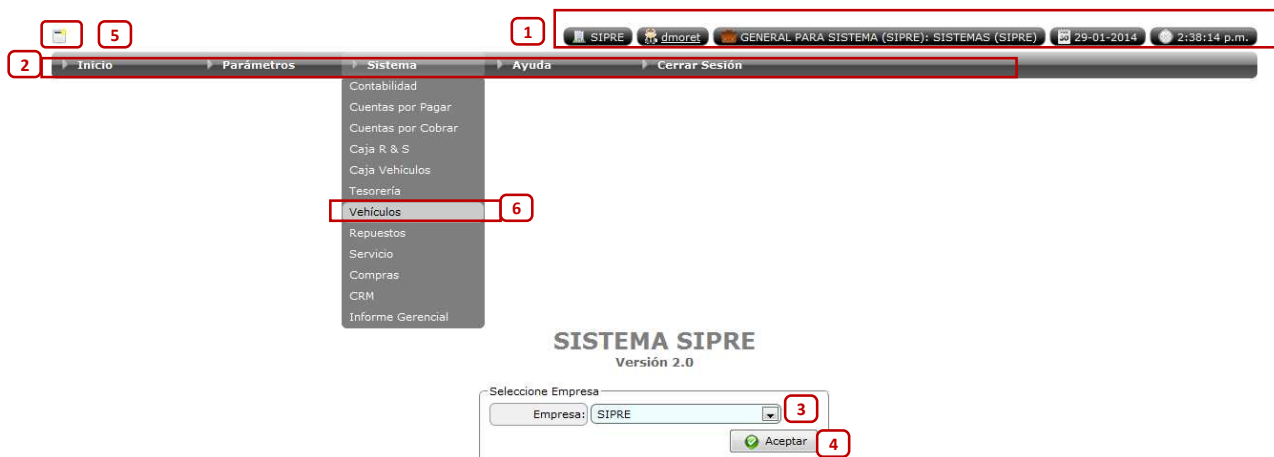 5
1
SIPRE dmoret GENERAL PARA SISTEMA (SIPRE): SISTEMAS (SIPRE) 29-01-2014 2:38:14 p.m.
2
Inicio Parámetros Sistema Ayuda Cerrar Sesión
Contabilidad
Cuentas por Pagar
Cuentas por Cobrar
Caja R & S
Caja Vehículos
Tesorería
Vehículos
6
Repuestos
Servicio
Compras
CRM
Informe Gerencial
SISTEMA SIPRE
Versión 2.0
Seleccione Empresa
Empresa: SIPRE
3
Aceptar
4